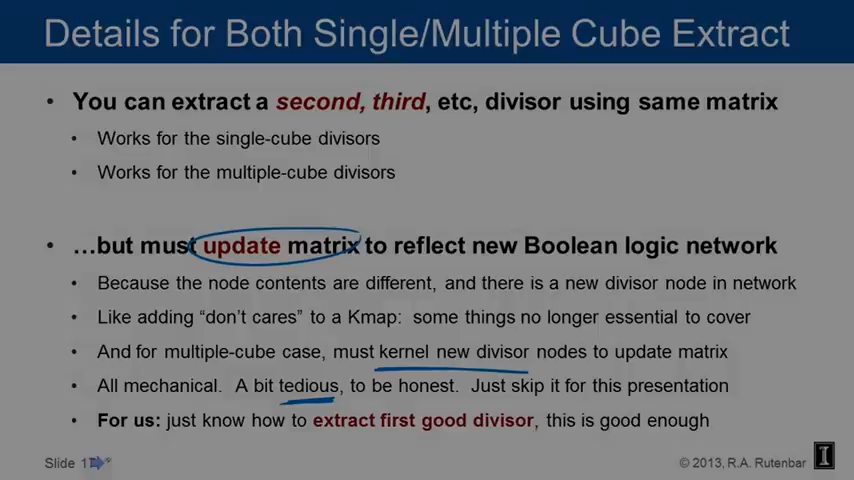 Details for Both Single/Multiple Cube Extract
• You can extract a second, third, etc, divisor using same matrix
• Works for the single-cube divisors
• Works for the multiple-cube divisors
• …but must update matrix to reflect new Boolean logic network
• Because the node contents are different, and there is a new divisor node in network
• Like adding “don’t cares” to a Kmap: some things no longer essential to cover
• And for multiple-cube case, must kernel new divisor nodes to update matrix
• All mechanical. A bit tedious, to be honest. Just skip it for this presentation
• For us: just know how to extract first good divisor, this is good enough
Slide
© 2013, R.A. Rutenbar
I